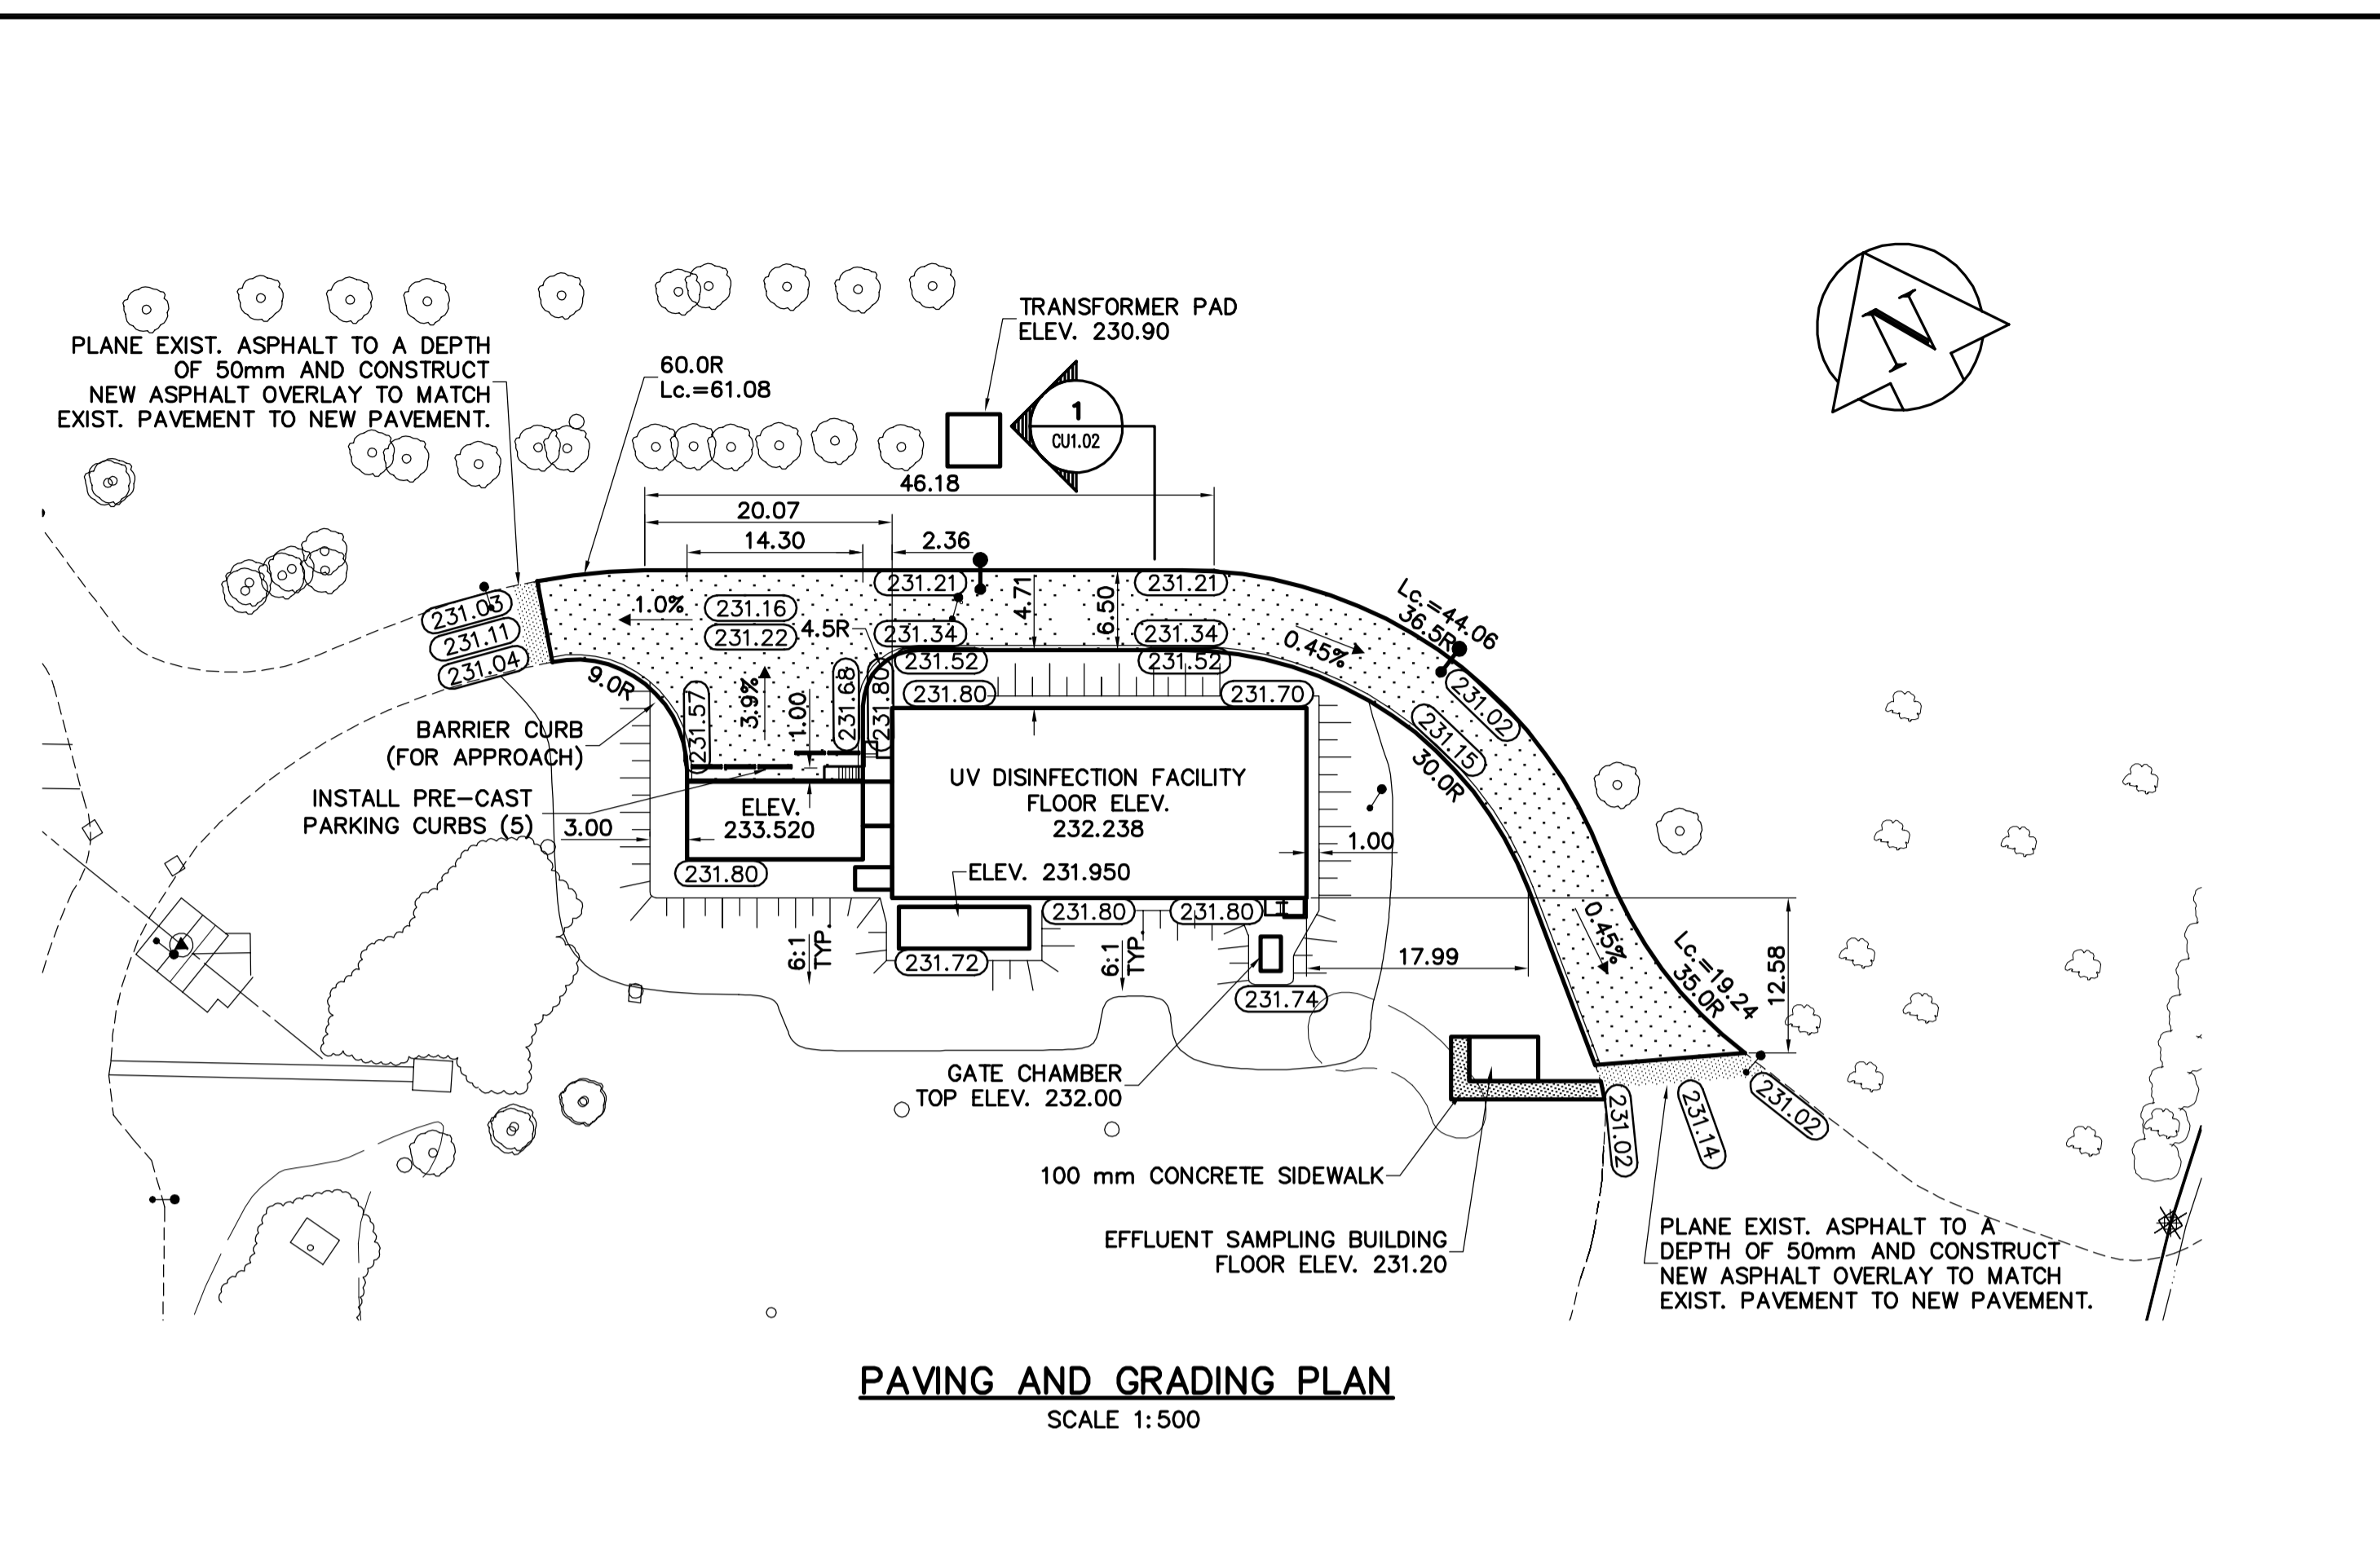 TRANSFORMER PAD
ELEV. 230.90
N
PLANE EXIST. ASPHALT TO A DEPTH
OF 50mm AND CONSTRUCT
NEW ASPHALT OVERLAY TO MATCH
EXIST. PAVEMENT TO NEW PAVEMENT.
60.0R
Lc.=61.08
1
CU1.02
46.18
20.07
14.30
2.36
231.21
231.21
4.71
6.50
Lc.=44.06
36.5R
231.03
231.11
231.04
1.0%
231.16
231.22
4.5R
231.34
231.34
0.45%
231.52
231.52
9.0R
231.57
3.9%
1.00
231.68
231.80
231.80
231.70
231.02
231.15
30.0R
BARRIER CURB
(FOR APPROACH)
INSTALL PRE-CAST
PARKING CURBS (5)
3.00
ELEV.
233.520
UV DISINFECTION FACILITY
FLOOR ELEV.
232.238
1.00
231.80
ELEV. 231.950
231.80
231.80
6:1
TYP.
6:1
TYP.
231.72
231.74
17.99
0.45%
Lc.=19.24
35.0R
12.58
GATE CHAMBER
TOP ELEV. 232.00
231.02
231.14
231.02
100 mm CONCRETE SIDEWALK
EFFLUENT SAMPLING BUILDING
FLOOR ELEV. 231.20
PLANE EXIST. ASPHALT TO A
DEPTH OF 50mm AND CONSTRUCT
NEW ASPHALT OVERLAY TO MATCH
EXIST. PAVEMENT TO NEW PAVEMENT.
PAVING AND GRADING PLAN
SCALE 1:500